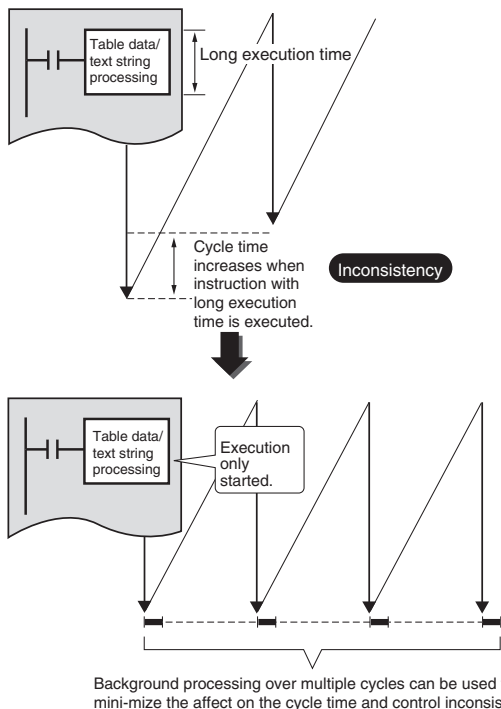 Table data/
text string
processing
Long execution time
Cycle time
increases when
instruction with
long execution
time is executed.
Inconsistency
Table data/
text string
processing
Execution
only
started.
Background processing over multiple cycles can be used
mini-mize the affect on the cycle time and control